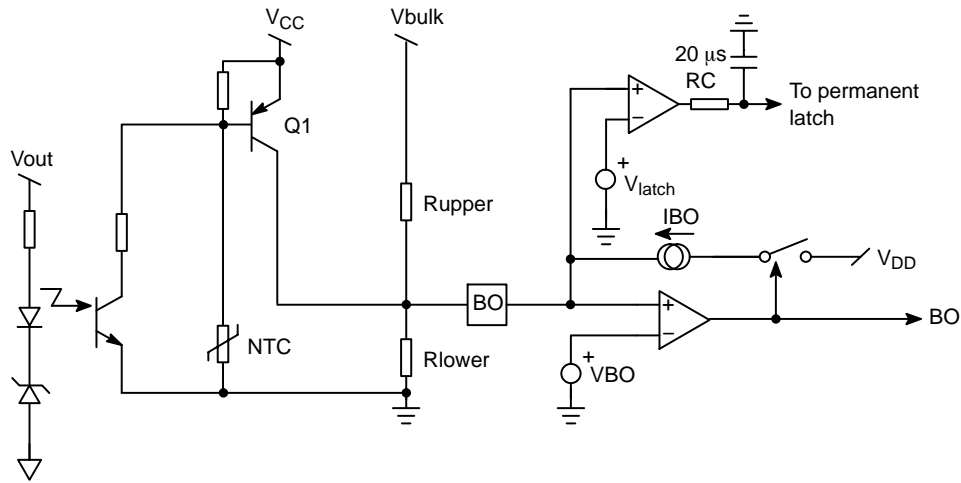 VCC
Vbulk
Q1
Vout
NTC
Rupper
Rlower
BO
20 μs
RC
To permanent
latch
Vlatch
IBO
VDD
VBO
BO
+
−
+
+
−
+